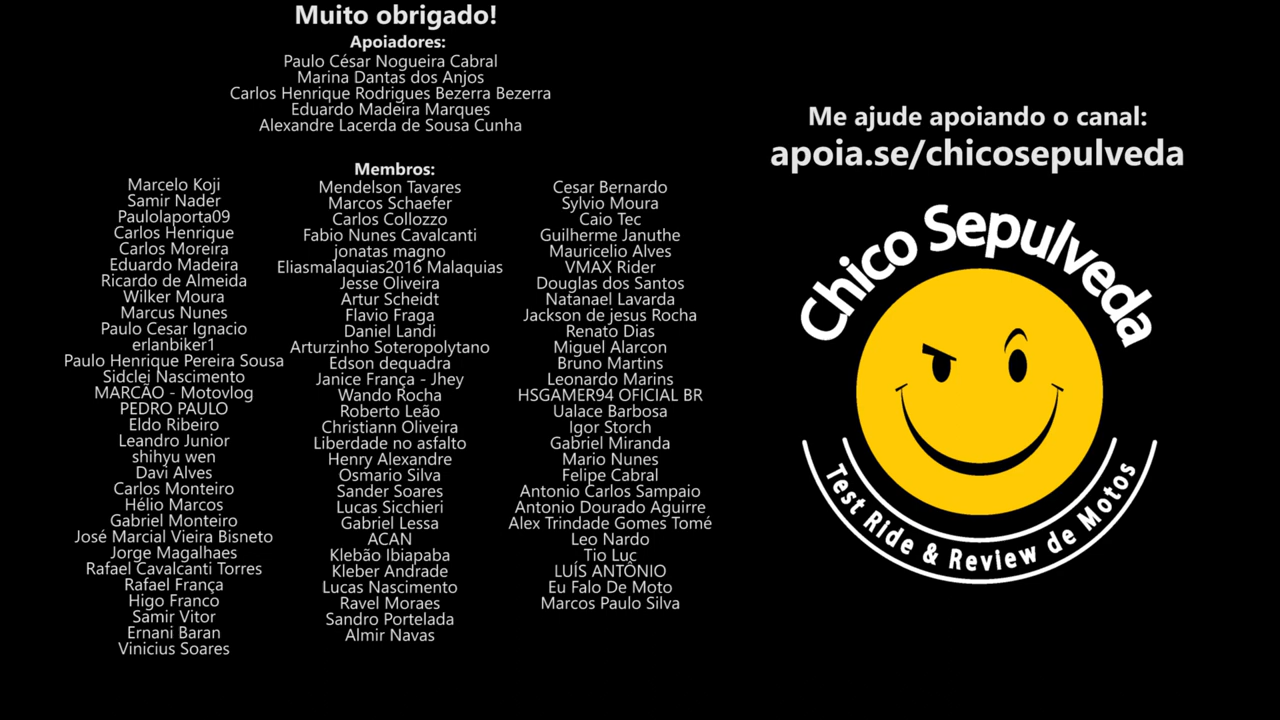 Muito obrigado!
Apoiadores:
Paulo César Nogueira Cabral
Marina Dantas dos Anjos
Carlos Henrique Rodrigues Bezerra Bezerra
Eduardo Madeira Marques
Alexandre Lacerda de Sousa Cunha
Membros:
Marcelo Koji
Samir Nader
Paulolaporta09
Carlos Henrique
Carlos Moreira
Eduardo Madeira
Ricardo de Almeida
Wilker Moura
Marcus Nunes
Paulo Cesar Ignacio
erlanbiker1
Paulo Henrique Pereira Sousa
Sidclei Nascimento
MARCÃO - Motovlog
PEDRO PAULO
Eldo Ribeiro
Leandro Junior
shihyu wen
Davi Alves
Carlos Monteiro
Hélio Marcos
Gabriel Monteiro
José Marcial Vieira Bisneto
Jorge Magalhaes
Rafael Cavalcanti Torres
Rafael França
Higo Franco
Samir Vitor
Ernani Baran
Vinicius Soares
Mendelson Tavares
Marcos Schaefer
Carlos Collozzo
Fabio Nunes Cavalcanti
jonatas magno
Eliasmalaquias2016 Malaquias
Jesse Oliveira
Artur Scheidt
Flavio Fraga
Daniel Landi
Arturzinho Soteropolytano
Edson dequadra
Janice França - Jhey
Wando Rocha
Roberto Leão
Christiann Oliveira
Liberdade no asfalto
Henry Alexandre
Osmario Silva
Sander Soares
Lucas Sicchieri
Gabriel Lessa
ACAN
Klebão Ibiapaba
Kleber Andrade
Lucas Nascimento
Ravel Moraes
Sandro Portelada
Almir Navas
Cesar Bernardo
Sylvio Moura
Caio Tec
Guilherme Januthe
Mauricelio Alves
VMAX Rider
Douglas dos Santos
Natanael Lavarda
Jackson de jesus Rocha
Renato Dias
Miguel Alarcon
Bruno Martins
Leonardo Marins
HSGAMER94 OFICIAL BR
Ualace Barbosa
Igor Storch
Gabriel Miranda
Mario Nunes
Felipe Cabral
Antonio Carlos Sampaio
Antonio Dourado Aguirre
Alex Trindade Gomes Tomé
Leo Nardo
Tio Luc
LUÍS ANTÔNIO
Eu Falo De Moto
Marcos Paulo Silva
Me ajude apoiando o canal:
apoia.se/chicosepulveda
Chico Sepulveda
Test Ride & Review de Motos